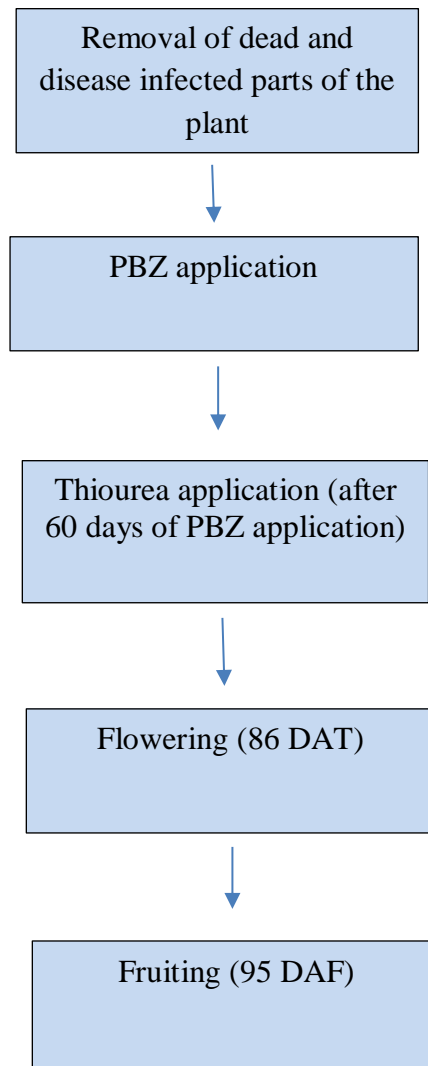 Removal of dead and
disease infected parts of the
plant
PBZ application
Thiourea application (after
60 days of PBZ application)
Flowering (86 DAT)
Fruiting (95 DAF)